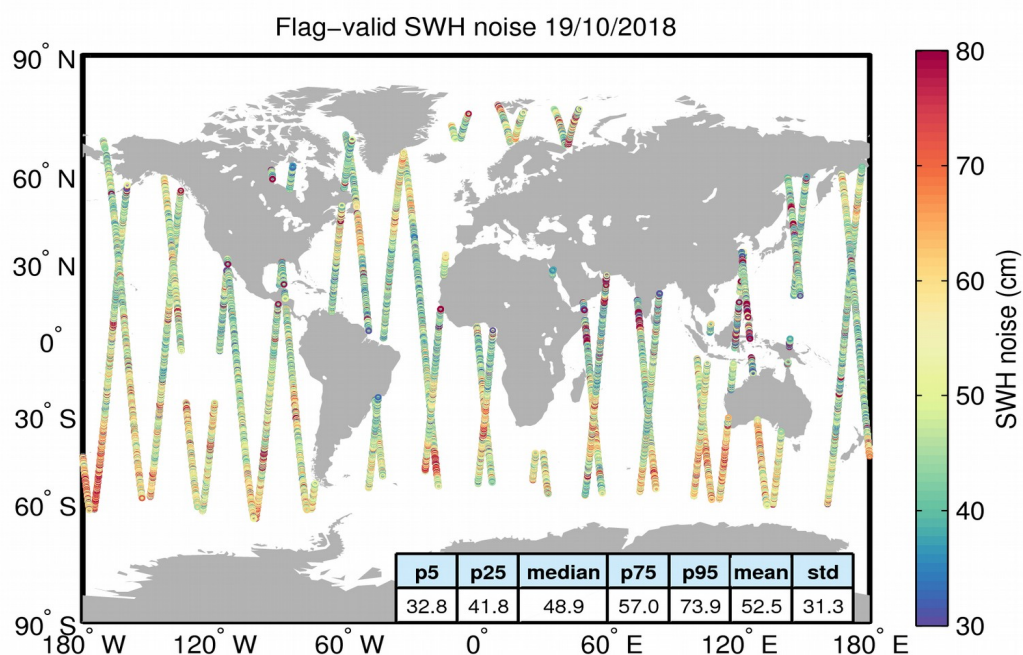 Flag−valid SWH noise 19/10/2018
90° N
60° N
30° N
0°
30° S
60° S
90° S
180° W
120° W
60° W
0°
60° E
120° E
180° E
p5 p25 median p75 p95 mean std
32.8 41.8 48.9 57.0 73.9 52.5 31.3
80
70
60
50
40
30
SWH noise (cm)